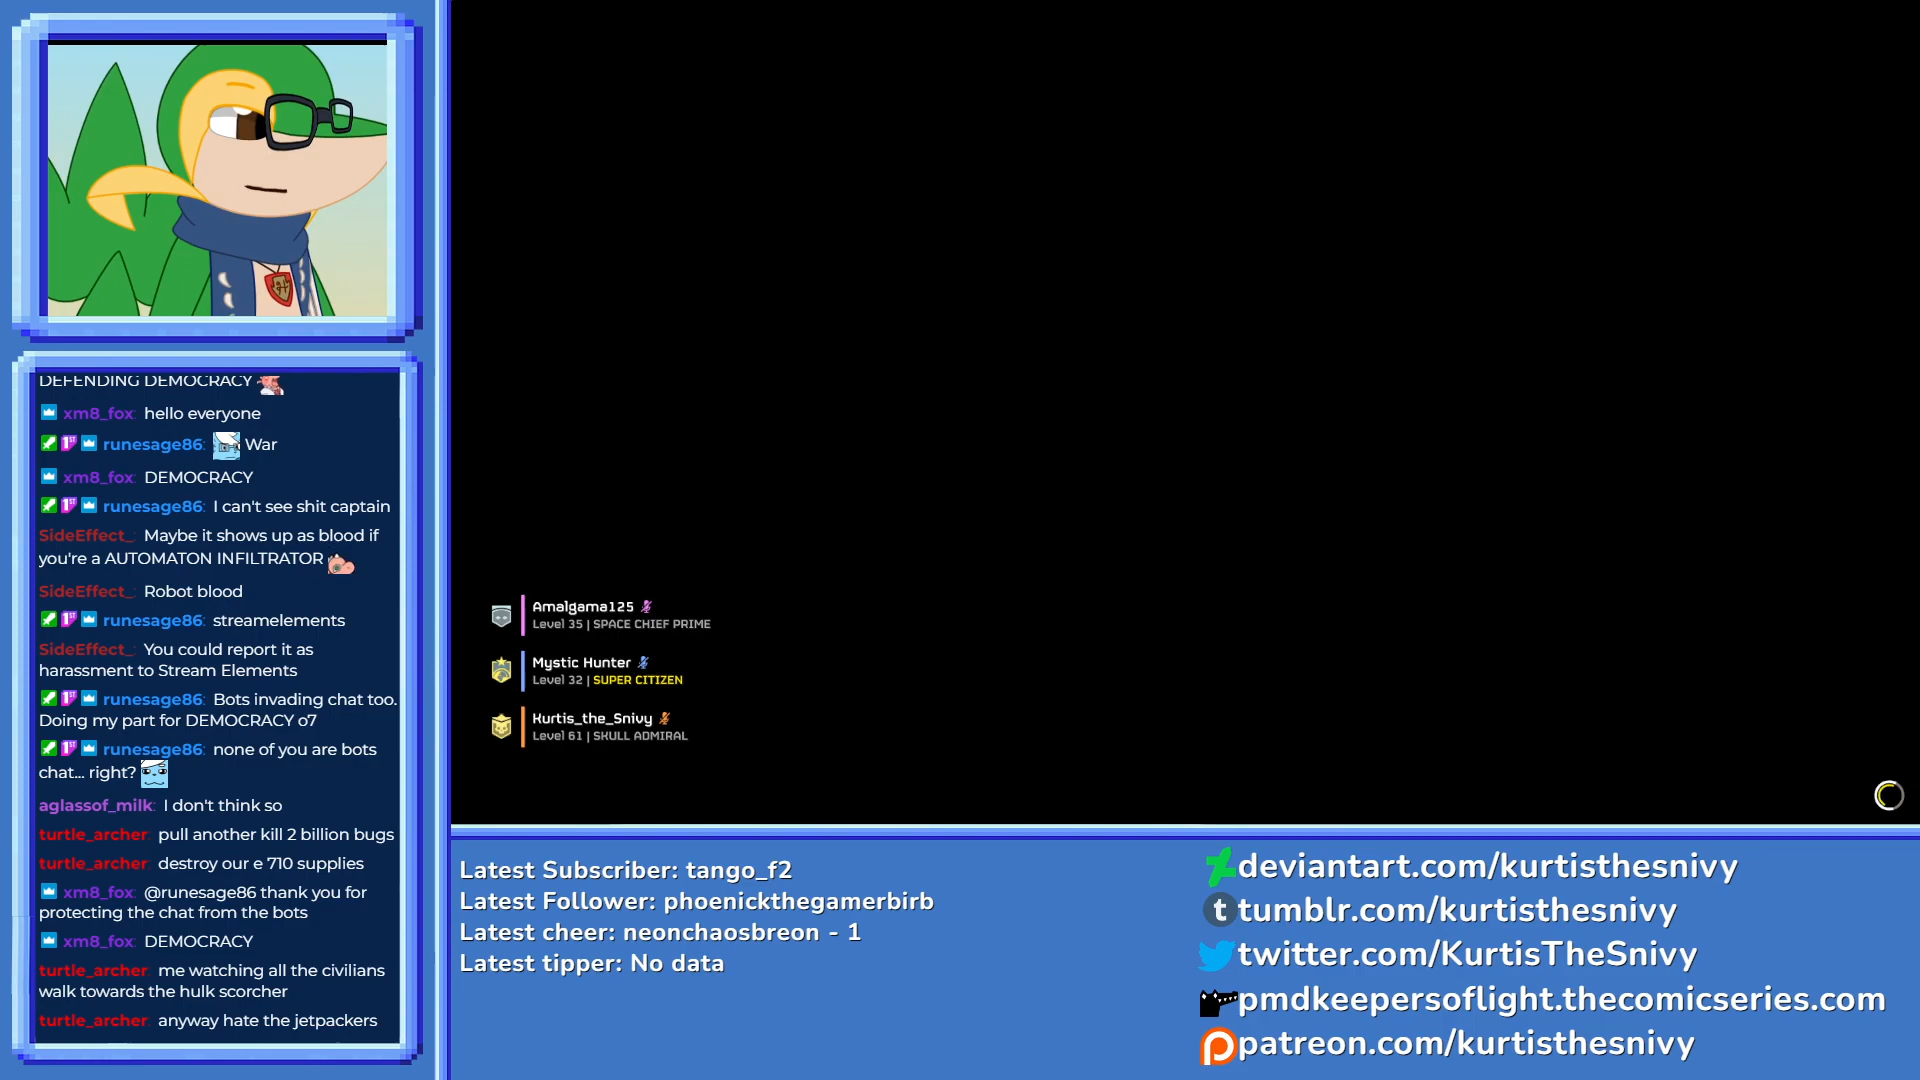 DEFENDING DEMOCRACY
xm8_fox: hello everyone
runesage86: War
xm8_fox: DEMOCRACY
runesage86: I can't see shit captain
SideEffect_: Maybe it shows up as blood if
you're a AUTOMATON INFILTRATOR
SideEffect_: Robot blood
runesage86: streamelements
SideEffect_: You could report it as
harassment to Stream Elements
runesage86: Bots invading chat too.
Doing my part for DEMOCRACY o7
runesage86: none of you are bots
chat... right?
aglassof_milk: I don't think so
turtle_archer: pull another kill 2 billion bugs
turtle_archer: destroy our e 710 supplies
xm8_fox: @runesage86 thank you for
protecting the chat from the bots
xm8_fox: DEMOCRACY
turtle_archer: me watching all the civilians
walk towards the hulk scorcher
turtle_archer: anyway hate the jetpackers
Amalgama125
Level 35 | SPACE CHIEF PRIME
Mystic Hunter
Level 32 | SUPER CITIZEN
Kurtis_the_Snivy
Level 61 | SKULL ADMIRAL
Latest Subscriber: tango_f2
Latest Follower: phoenickthegamerbirb
Latest cheer: neonchaosbreon - 1
Latest tipper: No data
deviantart.com/kurtisthesnivy
tumblr.com/kurtisthesnivy
twitter.com/KurtisTheSnivy
pmdkeepersoflight.thecomicseries.com
patreon.com/kurtisthesnivy